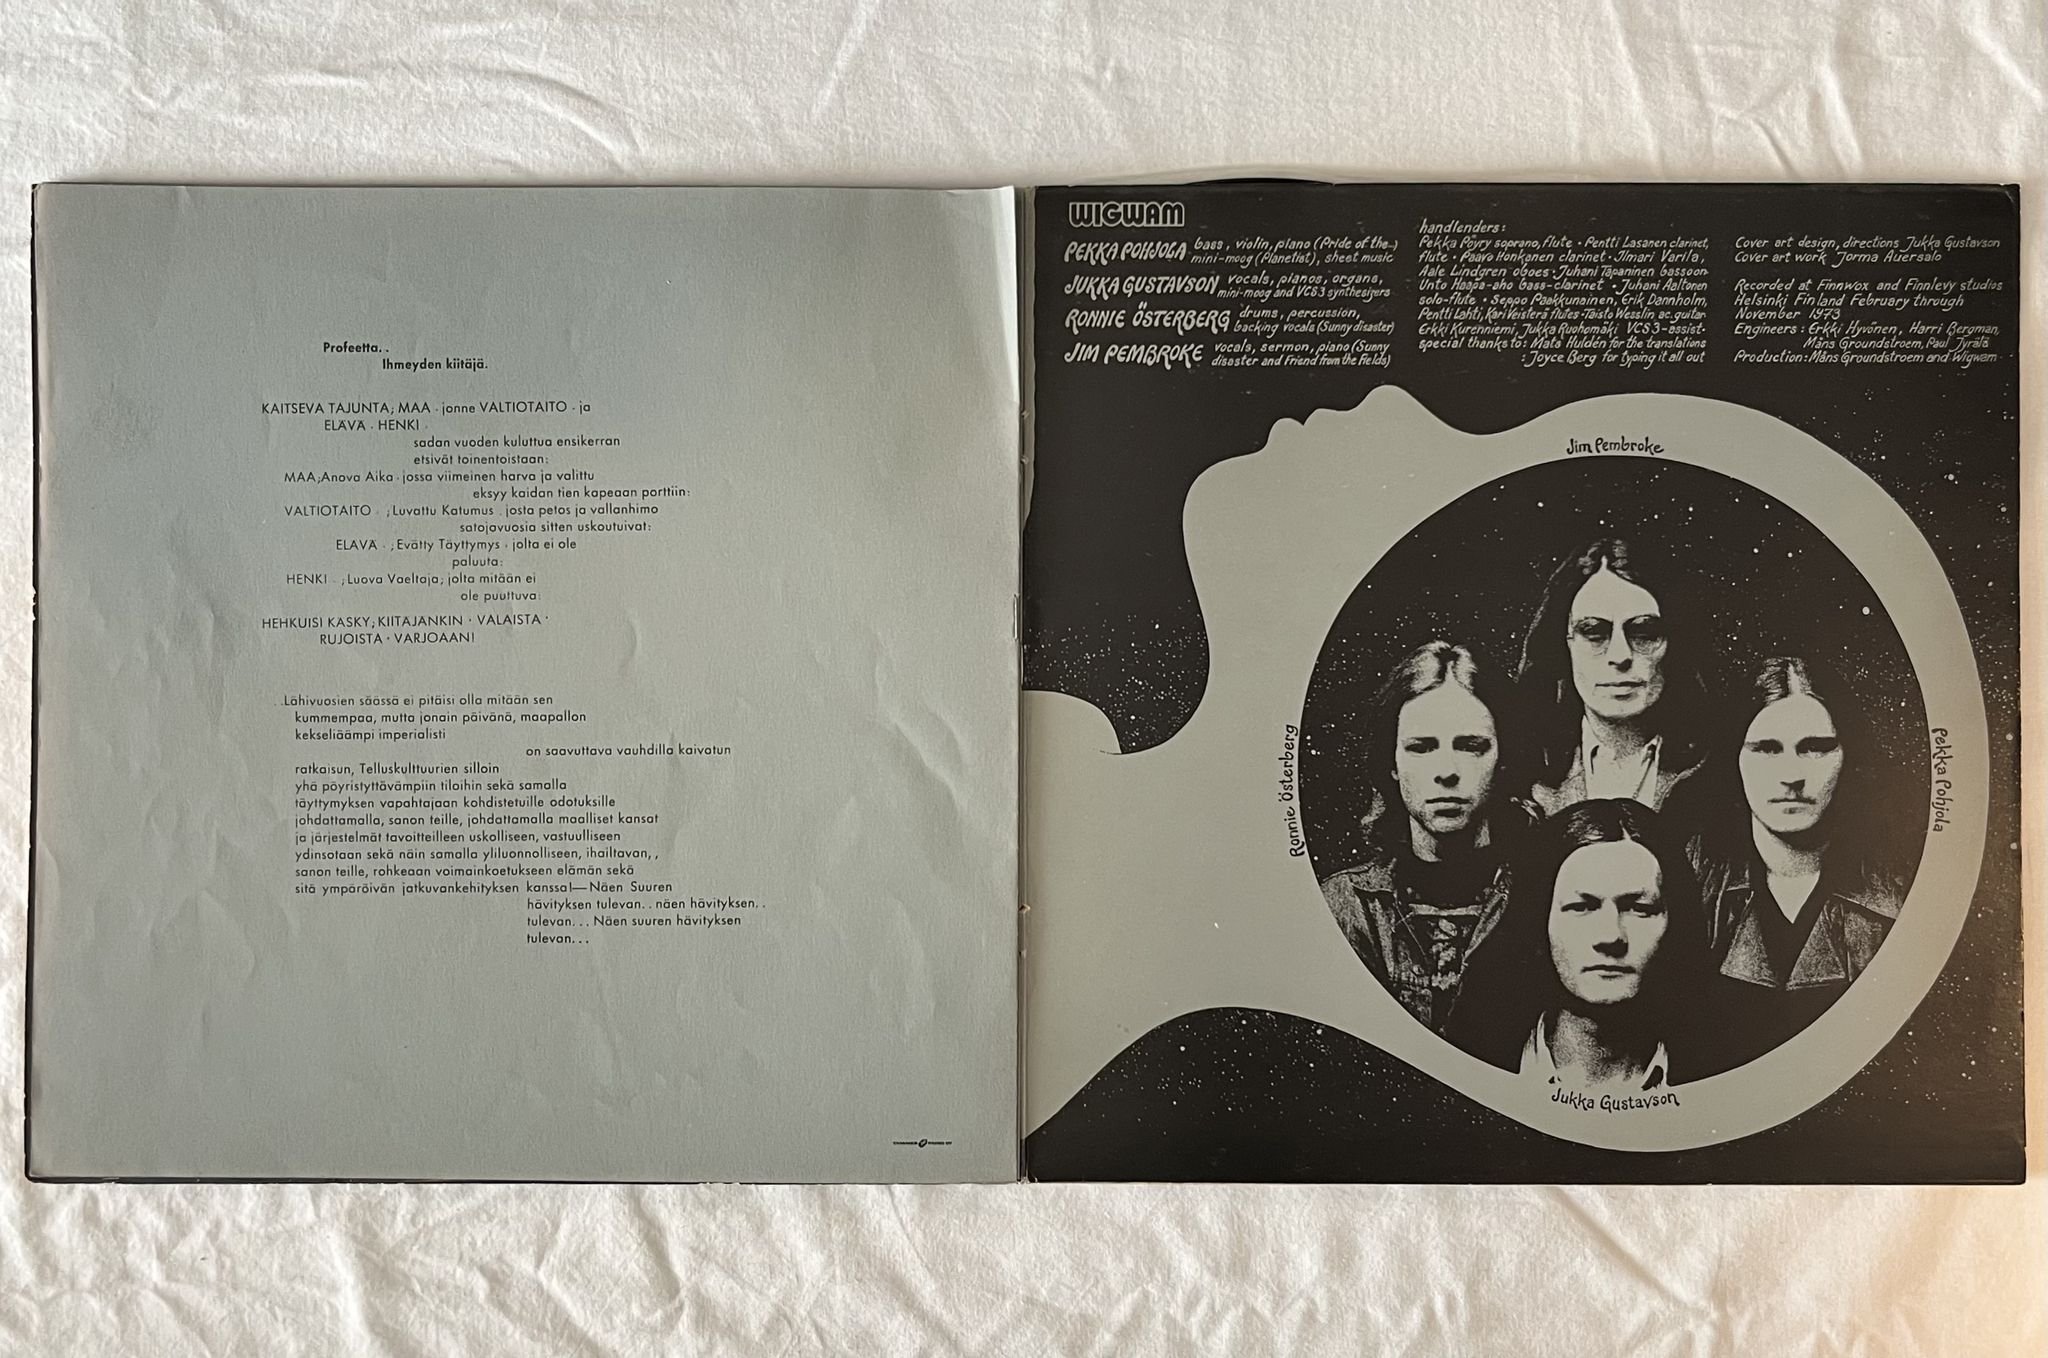 Profeetta. .
Ihmeyden kiitäjä.
KAITSEVA TAJUNTA; MAA - jonne VALTIOTAITO - ja
ELÄVÄ - HENKI -
sadan vuoden kuluttua ensikerran
etsivät toinentoistaan:
MAA;Anova Aika - jossa viimeinen harva ja valittu
eksyy kaidan tien kapeaan porttiin:
VALTIOTAITO - ; Luvattu Katumus - josta petos ja vallanhimo
satojavuosia sitten uskoutuivat:
ELÄVÄ - ; Evätty Täyttymys - jolta ei ole
paluuta:
HENKI - ; Luova Vaeltaja; jolta mitään ei
ole puuttuva:
HEHKUISI KASKY; KIITAJANKIN · VALAISTA ·
RUJOISTA · VARJOAAN!
. .Lähivuosien säässä ei pitäisi olla mitään sen
kummempaa, mutta jonain päivänä, maapallon
kekseliäämpi imperialisti
on saavuttava vauhdilla kaivatun
ratkaisun, Telluskulttuurien silloin
yhä pöyristyttävämpiin tiloihin sekä samalla
täyttymyksen vapahtajaan kohdistetuille odotuksille
johdattamalla, sanon teille, johdattamalla maalliset kansat
ja järjestelmät tavoitteilleen uskolliseen, vastuulliseen
ydinsotaan sekä näin samalla yliluonnolliseen, ihailtavan, ,
sanon teille, rohkeaan voimainkoetukseen elämän sekä
sitä ympäröivän jatkuvankehityksen kanssa!—Näen Suuren
hävityksen tulevan. . näen hävityksen. .
tulevan. . . Näen suuren hävityksen
tulevan. . .
WIGWAM
PEKKA POHJOLA bass, violin, piano (Pride of the—)
mini-moog (Planetist), sheet music
JUKKA GUSTAVSON vocals, pianos, organs,
mini-moog and VCS3 synthesizers
RONNIE ÖSTERBERG drums, percussion,
backing vocals (Sunny disaster)
JIM PEMBROKE vocals, sermon, piano (Sunny
disaster and Friend from the fields)
handlenders:
Pekka Pöyry soprano, flute · Pentti Lasanen clarinet,
flute · Paavo Honkanen clarinet · Ilmari Varila,
Aale Lindgren oboes · Juhani Tapaninen bassoon
Unto Haapa-aho bass-clarinet · Juhani Aaltonen
solo-flute · Seppo Paakkunainen, Erik Dannholm,
Pentti Lahti, Kari Veisterä flutes · Taisto Wesslin ac. guitar
Erkki Kurenniemi, Jukka Ruohomäki VCS3-assist-
special thanks to: Mats Huldén for the translations
: Joyce Berg for typing it all out
Cover art design, directions Jukka Gustavson
Cover art work Jorma Auersalo
Recorded at Finnwox and Finnlevy studios
Helsinki Finland February through
November 1973
Engineers: Erkki Hyvönen, Harri Bergman,
Måns Groundstroem, Paul Jyrälä
Production: Måns Groundstroem and Wigwam
Jim Pembroke
Ronnie Österberg
Pekka Pohjola
Jukka Gustavson